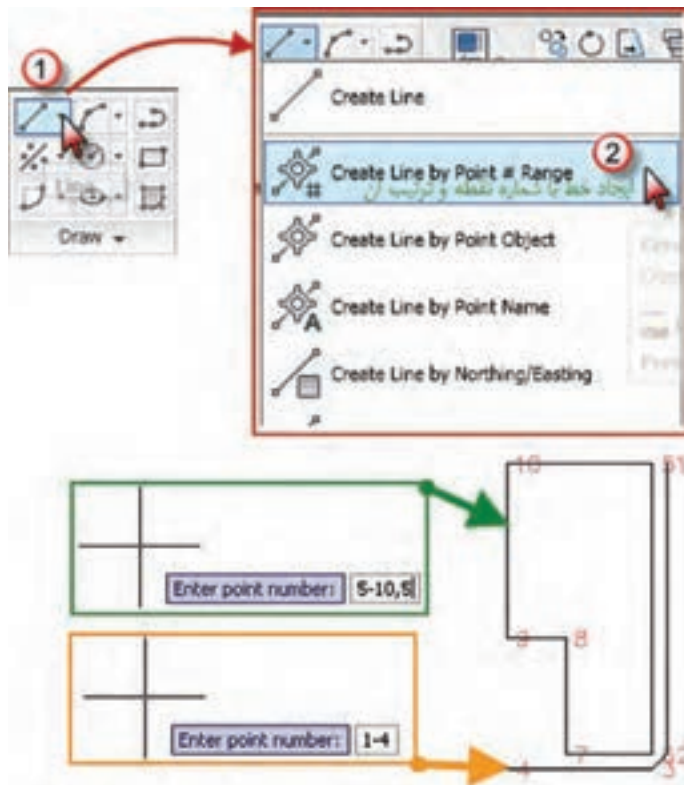 1
Draw
Create Line
2
Create Line by Point # Range
ایجاد خط با شماره نقطه و ترتیب آن
Create Line by Point Object
Create Line by Point Name
A
Create Line by Northing/Easting
10
51
Enter point number: 5-10,5
9
8
Enter point number: 1-4
7
2
4
3